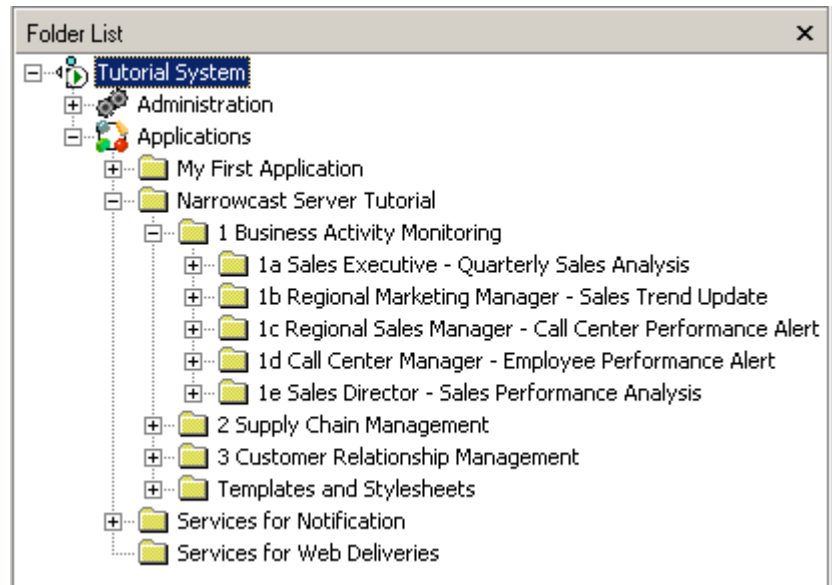 Folder List
Tutorial System
Administration
Applications
My First Application
Narrowcast Server Tutorial
1 Business Activity Monitoring
1a Sales Executive - Quarterly Sales Analysis
1b Regional Marketing Manager - Sales Trend Update
1c Regional Sales Manager - Call Center Performance Alert
1d Call Center Manager - Employee Performance Alert
1e Sales Director - Sales Performance Analysis
2 Supply Chain Management
3 Customer Relationship Management
Templates and Stylesheets
Services for Notification
Services for Web Deliveries